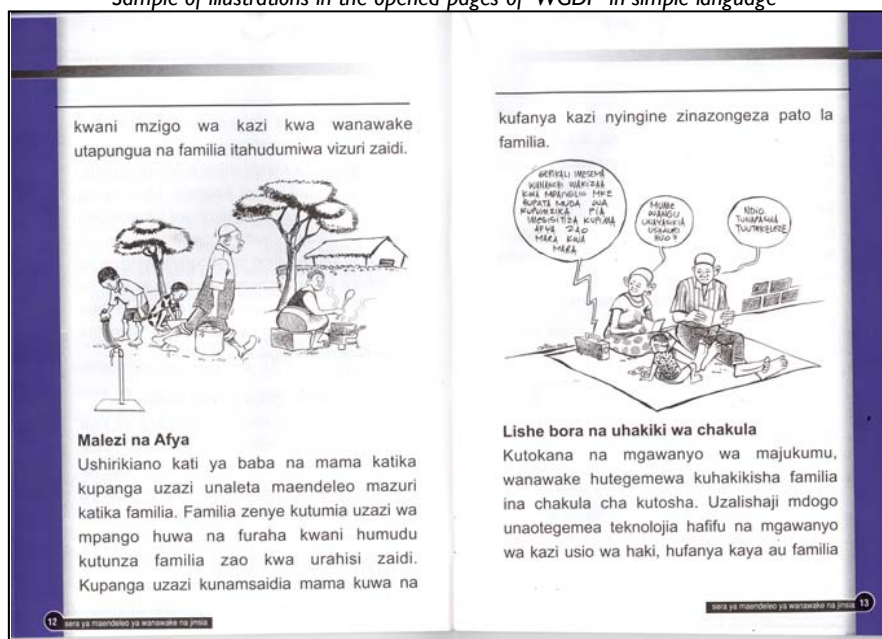 Sample of illustrations in the opened pages of 'WGDP' in simple language
kwani mzigo wa kazi kwa wanawake
utapungua na familia itahudumiwa vizuri zaidi.
Malezi na Afya
Ushirikiano kati ya baba na mama katika
kupanga uzazi unaleta maendeleo mazuri
katika familia. Familia zenye kutumia uzazi wa
mpango huwa na furaha kwani humudu
kutunza familia zao kwa urahisi zaidi.
Kupanga uzazi kunamsaidia mama kuwa na
12 sera ya maendeleo ya wanawake na jinsia
kufanya kazi nyingine zinazongeza pato la
familia.
SERIKALI IMESEMA
WANANCHI WAKIZAA
KWA MPANGILIO MKE
HUPATA MUDA WA
KUPUMZIKA PIA
IMESISITIZA KUPIMA
AFYA ZAO
MARA KWA
MARA
MUME
WANGU
UNAYASIKIA
USHAURI
HUO?
NDIO
TUNAPASWA
TUUTEKELEZE
Lishe bora na uhakiki wa chakula
Kutokana na mgawanyo wa majukumu,
wanawake hutegemewa kuhakikisha familia
ina chakula cha kutosha. Uzalishaji mdogo
unaotegemea teknolojia hafifu na mgawanyo
wa kazi usio wa haki, hufanya kaya au familia
sera ya maendeleo ya wanawake na jinsia 13